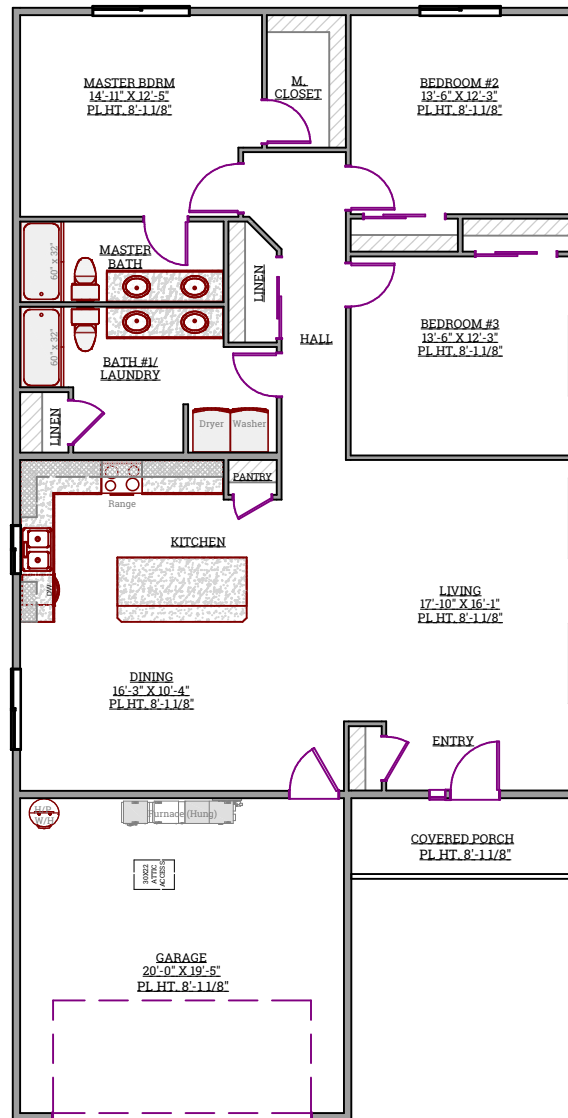 MASTER BDRM
14'-11" X 12'-5"
PL HT. 8'-1 1/8"
M.
CLOSET
BEDROOM #2
13'-6" X 12'-3"
PL HT. 8'-1 1/8"
60" X 32"
MASTER
BATH
LINEN
HALL
BEDROOM #3
13'-6" X 12'-3"
PL HT. 8'-1 1/8"
60" X 32"
BATH #1/
LAUNDRY
LINEN
Dryer
Washer
PANTRY
Range
KITCHEN
DW
LIVING
17'-10" X 16'-1"
PL HT. 8'-1 1/8"
DINING
16'-3" X 10'-4"
PL HT. 8'-1 1/8"
ENTRY
H/P
W/H
Furnace (Hung)
COVERED PORCH
PL HT. 8'-1 1/8"
30X22
ATTIC
ACCESS
GARAGE
20'-0" X 19'-5"
PL HT. 8'-1 1/8"